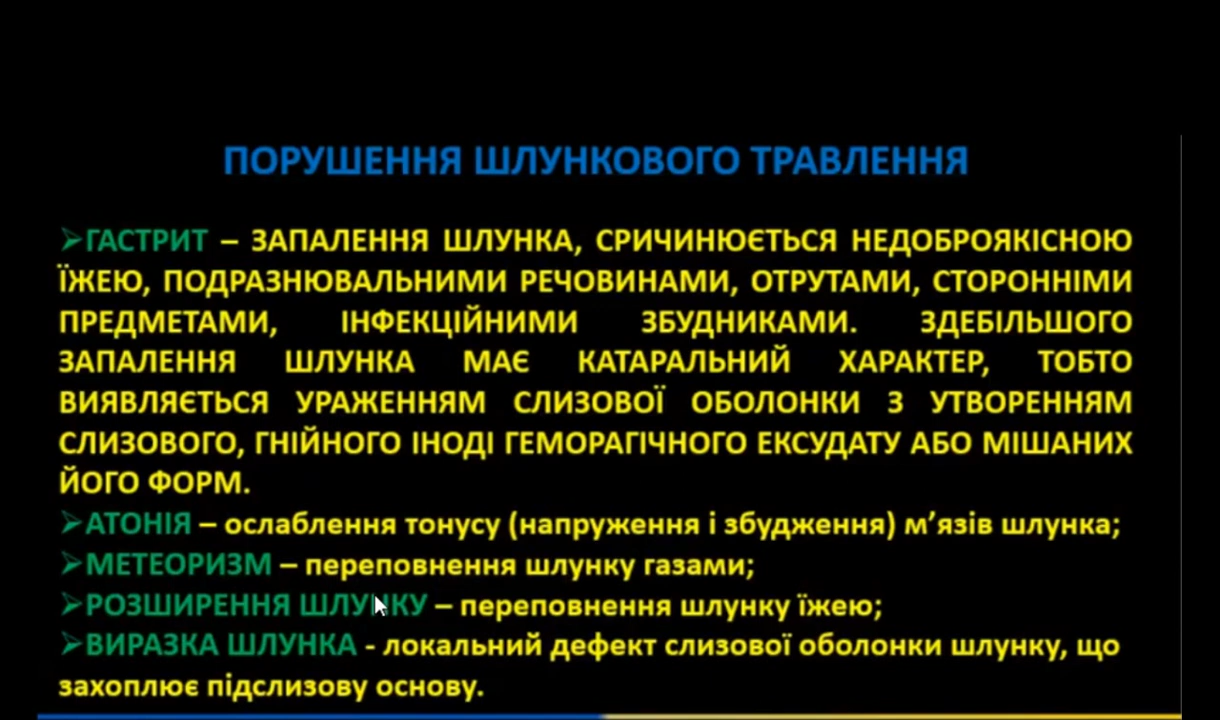 ПОРУШЕННЯ ШЛУНКОВОГО ТРАВЛЕННЯ
➢ГАСТРИТ – ЗАПАЛЕННЯ ШЛУНКА, СРИЧИНЮЄТЬСЯ НЕДОБРОЯКІСНОЮ
ЇЖЕЮ, ПОДРАЗНЮВАЛЬНИМИ РЕЧОВИНАМИ, ОТРУТАМИ, СТОРОННІМИ
ПРЕДМЕТАМИ, ІНФЕКЦІЙНИМИ ЗБУДНИКАМИ. ЗДЕБІЛЬШОГО
ЗАПАЛЕННЯ ШЛУНКА МАЄ КАТАРАЛЬНИЙ ХАРАКТЕР, ТОБТО
ВИЯВЛЯЄТЬСЯ УРАЖЕННЯМ СЛИЗОВОЇ ОБОЛОНКИ З УТВОРЕННЯМ
СЛИЗОВОГО, ГНІЙНОГО ІНОДІ ГЕМОРАГІЧНОГО ЕКСУДАТУ АБО МІШАНИХ
ЙОГО ФОРМ.
➢АТОНІЯ – ослаблення тонусу (напруження і збудження) м’язів шлунка;
➢МЕТЕОРИЗМ – переповнення шлунку газами;
➢РОЗШИРЕННЯ ШЛУНКУ – переповнення шлунку їжею;
➢ВИРАЗКА ШЛУНКА - локальний дефект слизової оболонки шлунку, що
захоплює підслизову основу.